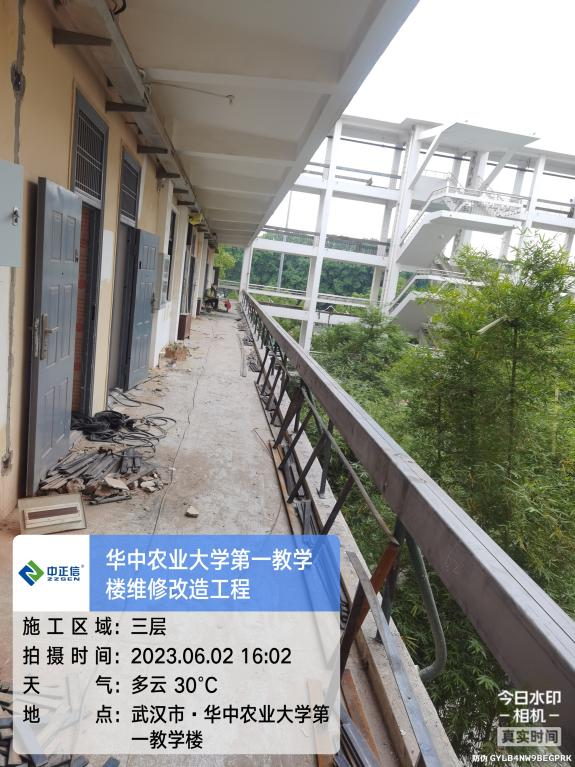 中正信
ZZSEN
华中农业大学第一教学
楼维修改造工程
施工区域：三层
拍摄时间：2023.06.02 16:02
天气：多云 30°C
地点：武汉市·华中农业大学第
一教学楼
今日水印
相机
真实时间
防伪 GYLB4NW9BEGPRK